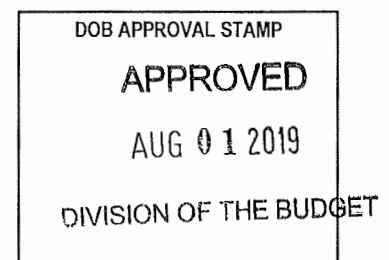 DOB APPROVAL STAMP
APPROVED
AUG 01 2019
DIVISION OF THE BUDGET